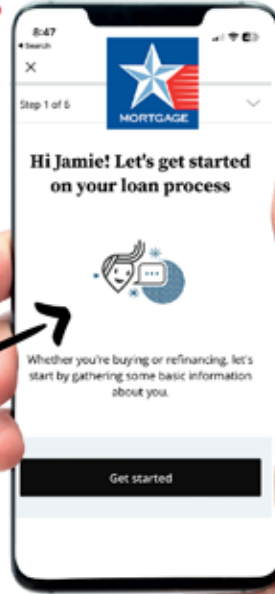 8:47
Search
Step 1 of 6
MORTGAGE
Hi Jamie! Let's get started
on your loan process
Whether you're buying or refinancing, let's
start by gathering some basic information
about you.
Get started